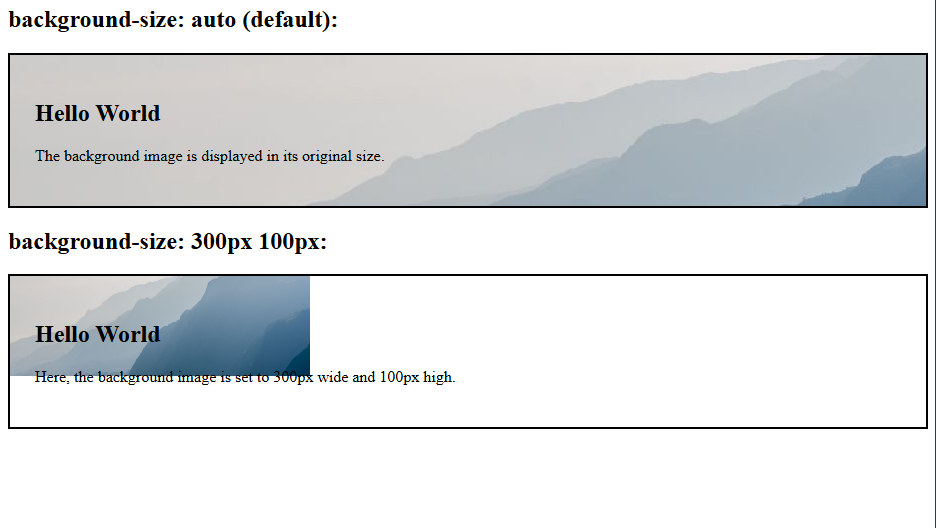 background-size: auto (default):
Hello World
The background image is displayed in its original size.
background-size: 300px 100px:
Hello World
Here, the background image is set to 300px wide and 100px high.